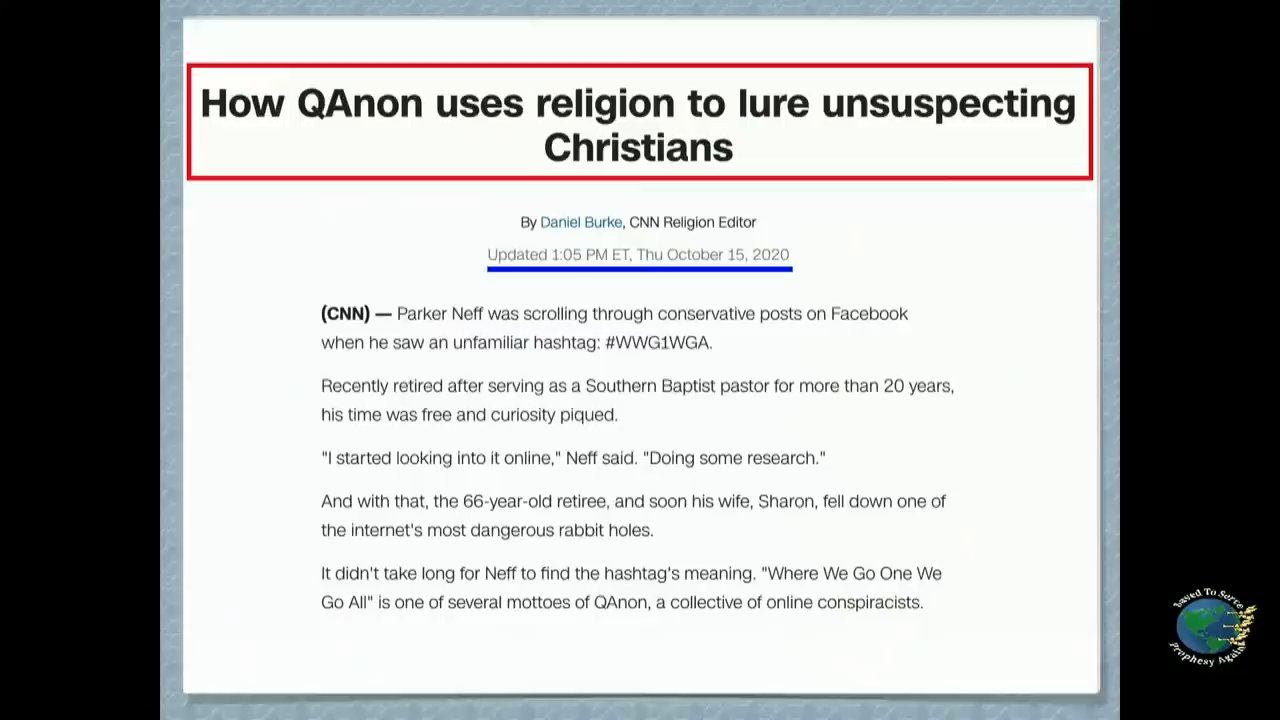 How QAnon uses religion to lure unsuspecting
Christians
By Daniel Burke, CNN Religion Editor
Updated 1:05 PM ET, Thu October 15, 2020
(CNN) — Parker Neff was scrolling through conservative posts on Facebook
when he saw an unfamiliar hashtag: #WWG1WGA.
Recently retired after serving as a Southern Baptist pastor for more than 20 years,
his time was free and curiosity piqued.
"I started looking into it online," Neff said. "Doing some research."
And with that, the 66-year-old retiree, and soon his wife, Sharon, fell down one of
the internet's most dangerous rabbit holes.
It didn't take long for Neff to find the hashtag's meaning. "Where We Go One We
Go All" is one of several mottoes of QAnon, a collective of online conspiracists.
To Serve
Prophesy Again